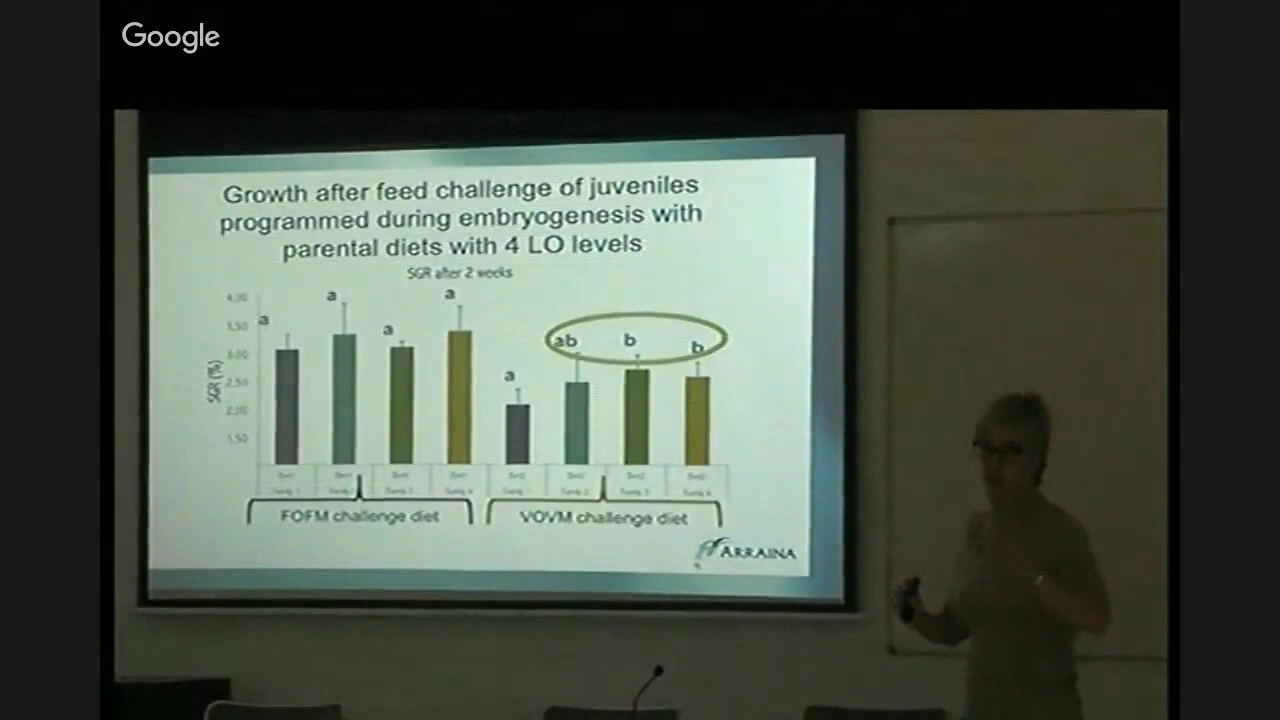 Google
Growth after feed challenge of juveniles
programmed during embryogenesis with
parental diets with 4 LO levels
SGR after 2 weeks
4,00
3,50
3,00
2,50
2,00
1,50
SGR (%)
a
a
a
a
a
ab
b
b
FOFM challenge diet
VOVM challenge diet
ARRAINA